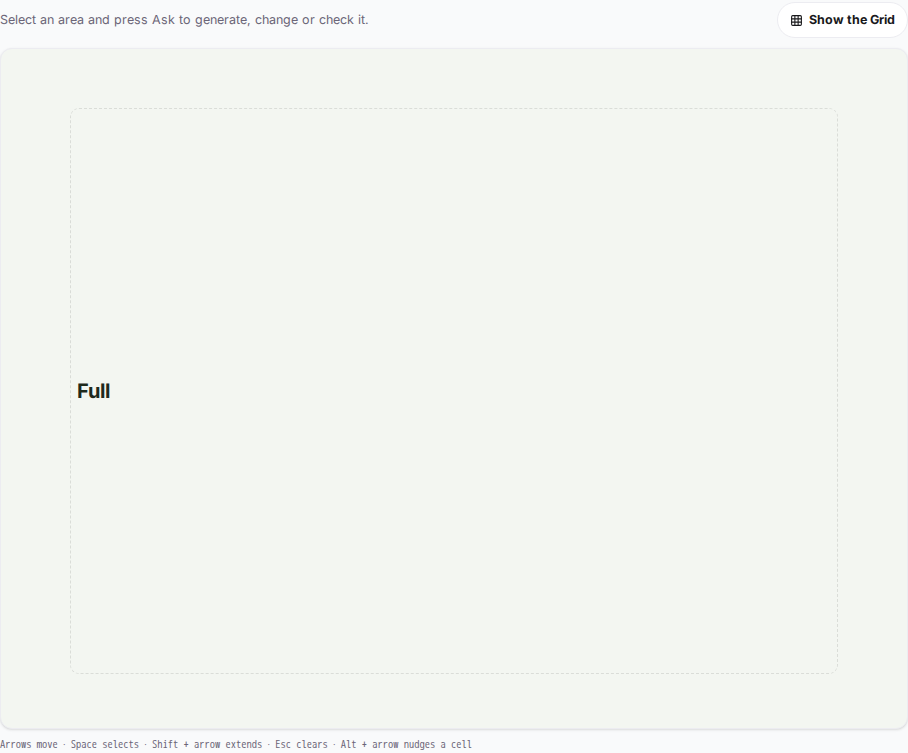 Select an area and press Ask to generate, change or check it.
Show the Grid
Full
Arrows move · Space selects · Shift + arrow extends · Esc clears · Alt + arrow nudges a cell